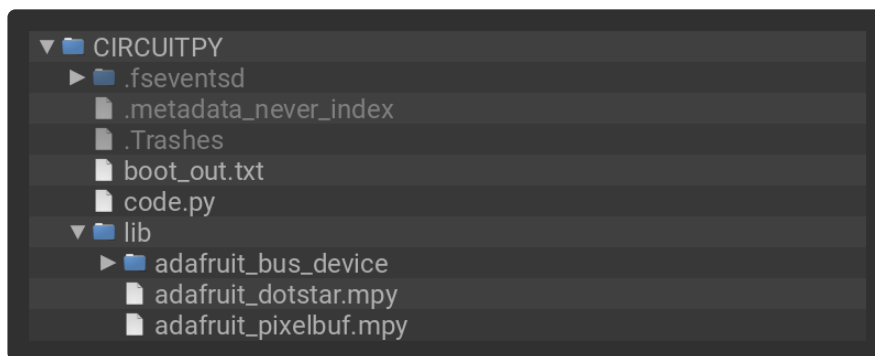 CIRCUITPY
.fseventsd
.metadata_never_index
.Trashes
boot_out.txt
code.py
lib
adafruit_bus_device
adafruit_dotstar.mpy
adafruit_pixelbuf.mpy